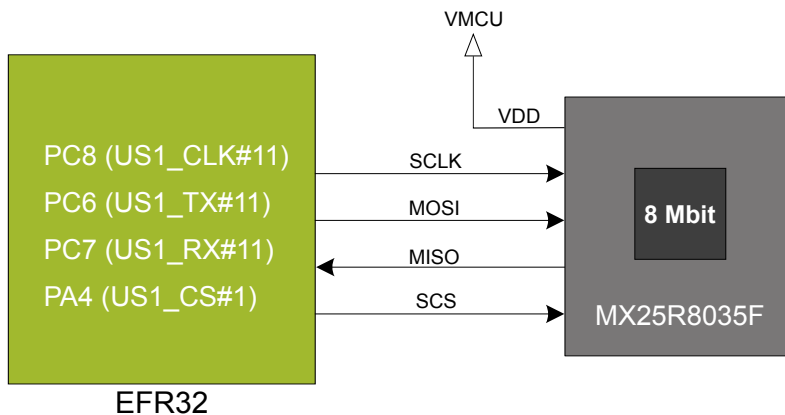 VMCU
VDD
PC8 (US1_CLK#11)
SCLK
PC6 (US1_TX#11)
MOSI
8 Mbit
PC7 (US1_RX#11)
MISO
PA4 (US1_CS#1)
SCS
MX25R8035F
EFR32